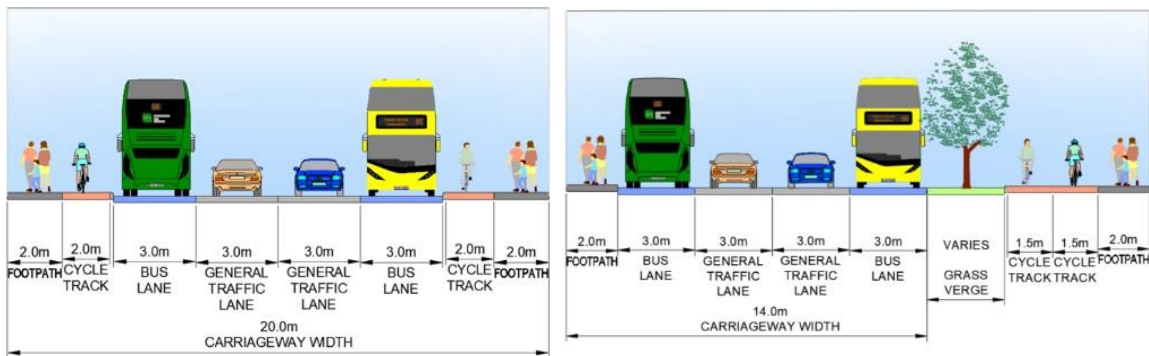 2.0m
FOOTPATH
2.0m
CYCLE
TRACK
3.0m
BUS
LANE
3.0m
GENERAL
TRAFFIC
LANE
3.0m
GENERAL
TRAFFIC
LANE
3.0m
BUS
LANE
2.0m
CYCLE
TRACK
2.0m
FOOTPATH
20.0m
CARRIAGEWAY WIDTH
2.0m
FOOTPATH
3.0m
BUS
LANE
3.0m
GENERAL
TRAFFIC
LANE
3.0m
GENERAL
TRAFFIC
LANE
3.0m
BUS
LANE
VARIES
GRASS
VERGE
1.5m
CYCLE
TRACK
1.5m
CYCLE
TRACK
2.0m
FOOTPATH
14.0m
CARRIAGEWAY WIDTH